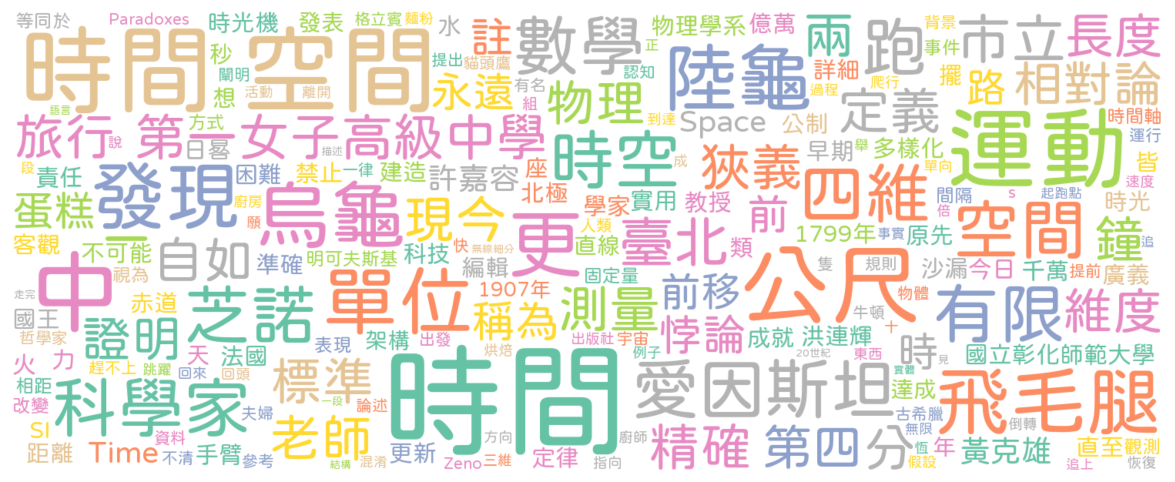 等同於
Paradoxes
時光機
發表
格立賓
麵粉
水
註
數學
物理學系
億萬
兩
跑
背景
市立
長度
時間
空間
秒
闡明
想
提出
貓頭鷹
認知
正
陸龜
詳細
事件
擺
路
相對論
語言
活動
離開
永遠
有名
組
物理
過程
爬行
定義
時間軸
旅行
說
第一
女子
高級中學
方式
日晷
描述
到達
Space
公制
運動
運行
段
責任
發現
困難
禁止
一律
建造
許嘉容
座
時空
成
狹義
早期
舉
多樣化
單向
皆
速度
蛋糕
廚房
願
烏龜
現今
北極
學家
實用
教授
前
四維
間隔
s
起跑點
時光
客觀
不可能
自如
準確
明可夫斯基
科技
快
無線
細分
更
人類
直線
臺北
類
1799年
倍
事實
原先
空間
鐘
追
中
視為
編輯
1907年
固定量
公尺
隻
規則
沙漏
今日
千萬
提前
廣義
走完
國王
赤道
芝諾
單位
稱為
測量
前移
物體
牛頓
十
有限
維度
哲學家
證明
架構
出發
出版社
宇宙
悖論
成就
洪連輝
火
力
趕不上
跳躍
天
法國
表現
烘焙
例子
20世紀
東西
時
見
國立彰化師範大學
相距
回來
回頭
標準
時間
愛因斯坦
實體
達成
飛毛腿
改變
科學家
夫婦
一段
論述
古希臘
無限
倒轉
SI
老師
方向
廚師
精確
第四
分
恆
年
黃克雄
直至
觀測
距離
Time
資料
不清
手臂
參考
結構
混淆
更新
Zeno
三維
定律
指向
假設
追上
恢復